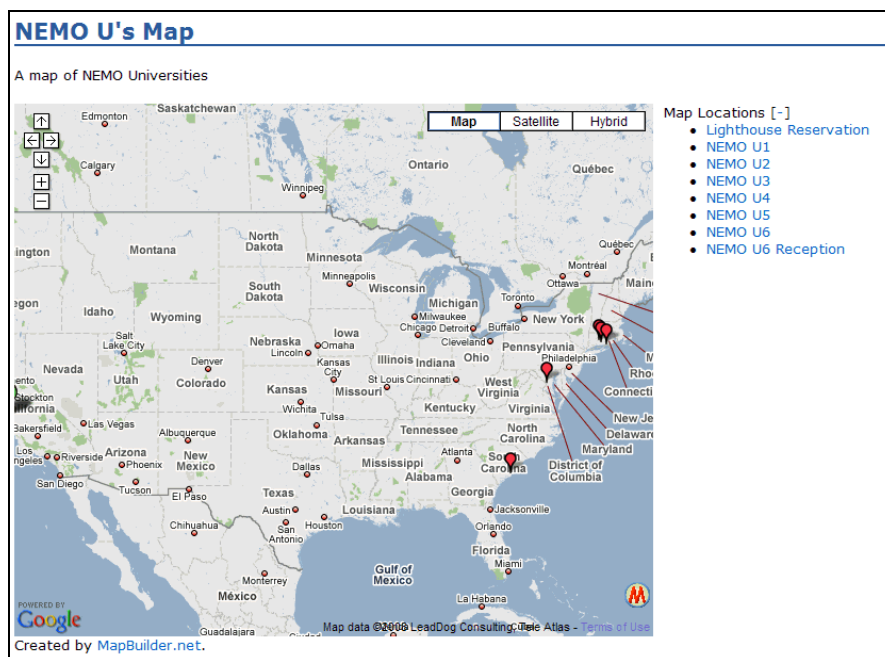 NEMO U's Map
A map of NEMO Universities
Map Locations [-]
Lighthouse Reservation
NEMO U1
NEMO U2
NEMO U3
NEMO U4
NEMO U5
NEMO U6
NEMO U6 Reception
Map
Satellite
Hybrid
Saskatchewan
Edmonton
Calgary
Winnipeg
Ontario
Québec
Québec
Montréal
Ottawa
Maine
North
Dakota
Minnesota
Montana
Minneapolis
Wisconsin
South
Dakota
Michigan
Toronto
New York
Idaho
Wyoming
Milwaukee
Chicago
Detroit
Buffalo
Iowa
Cleveland
Pennsylvania
Salt
Lake City
Nebraska
Omaha
Lincoln
Illinois
Indiana
Ohio
Philadelphia
Nevada
Utah
Denver
Colorado
Kansas
City
St Louis
Cincinnati
West
Virginia
Connecti
Stockton
Kansas
Missouri
Kentucky
Virginia
New Je
Wichita
Delaware
Las Vegas
Tulsa
Tennessee
North
Carolina
Maryland
Bakersfield
Albuquerque
Oklahoma
Arkansas
Los
Angeles
Riverside
Arizona
Phoenix
New
Mexico
Mississippi
Atlanta
South
Carolina
District of
Columbia
San Diego
Tucson
El Paso
Dallas
Alabama
Georgia
Texas
Louisiana
Austin
Jacksonville
San
Antonio
Houston
Chihuahua
Orlando
Florida
Gulf of
Mexico
Miami
Monterrey
México
La Habana
Guadalajara
POWERED BY
Google
Map data ©2008 LeadDog Consulting, Tele Atlas - Terms of Use
Created by MapBuilder.net.